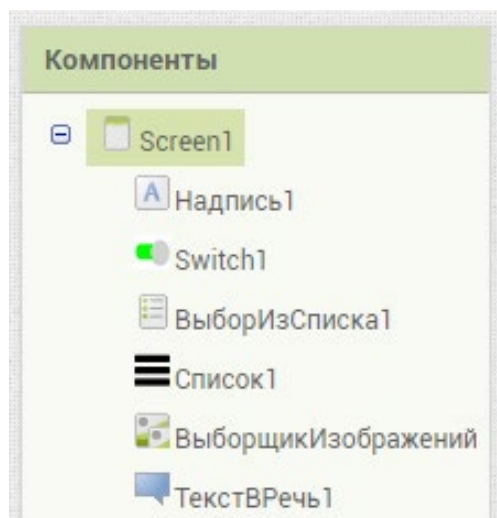 Компоненты
Screen1
Надпись1
Switch1
ВыборИзСписка1
Список1
ВыборщикИзображений
ТекстВРечь1